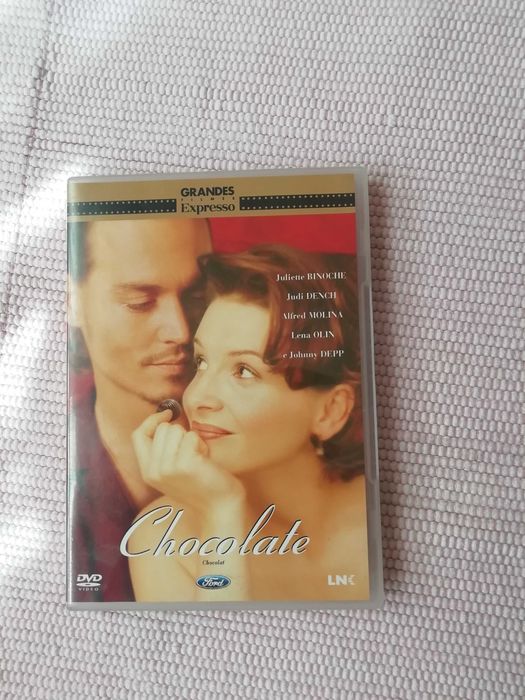 GRANDES
FILMES
Expresso
Juliette BINOCHE
Judi DENCH
Alfred MOLINA
Lena OLIN
e Johnny DEPP
Chocolate
Chocolat
DVD
VIDEO
Ford
LNK